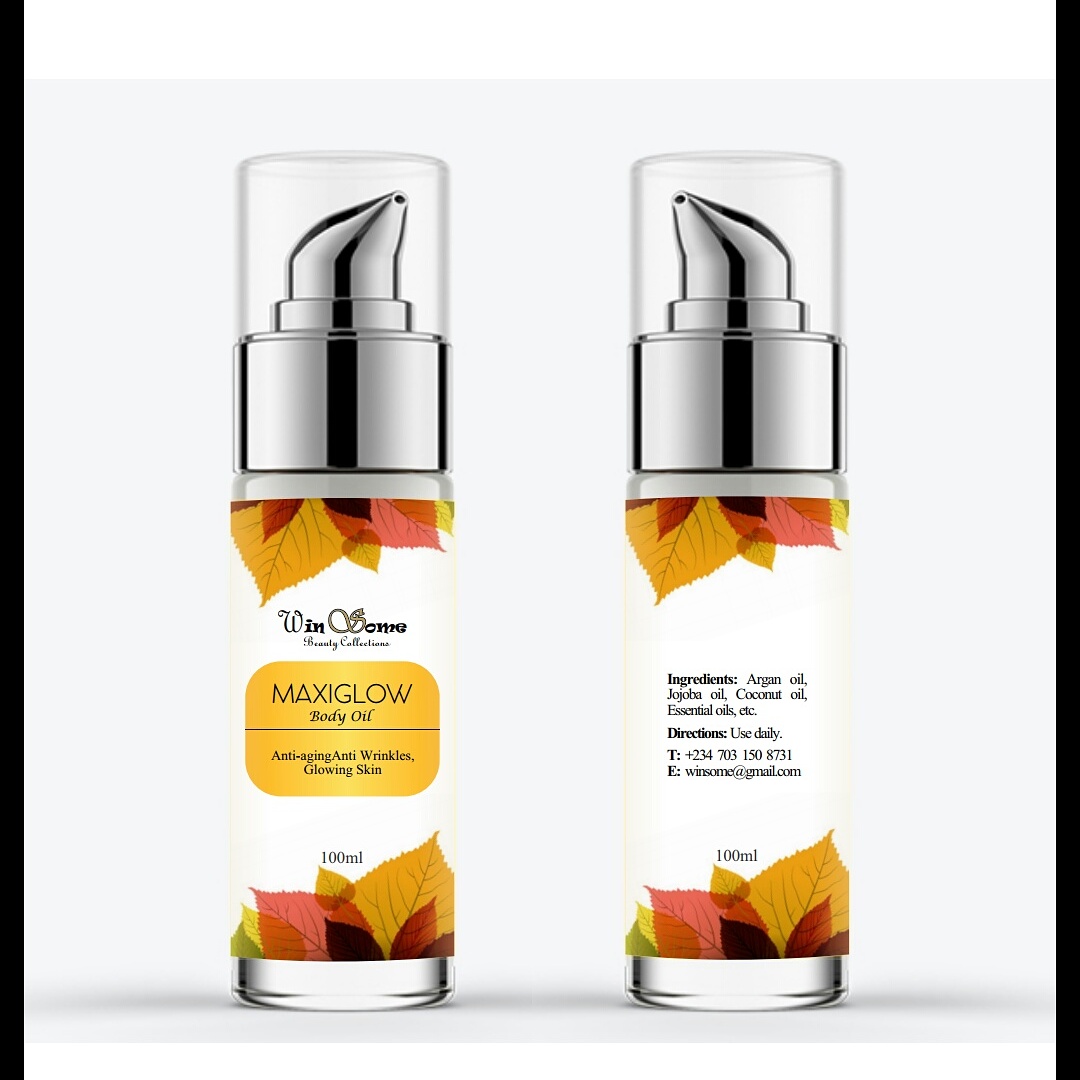 Win Some
Beauty Collections
MAXIGLOW
Body Oil
Anti-agingAnti Wrinkles,
Glowing Skin
100ml
Ingredients: Argan oil,
Jojoba oil, Coconut oil,
Essential oils, etc.
Directions: Use daily.
T: +234 703 150 8731
E: winsome@gmail.com
100ml